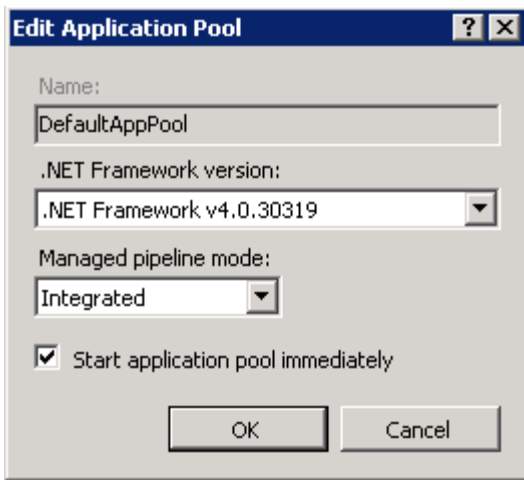 Edit Application Pool
Name:
DefaultAppPool
.NET Framework version:
.NET Framework v4.0.30319
Managed pipeline mode:
Integrated
Start application pool immediately
OK
Cancel